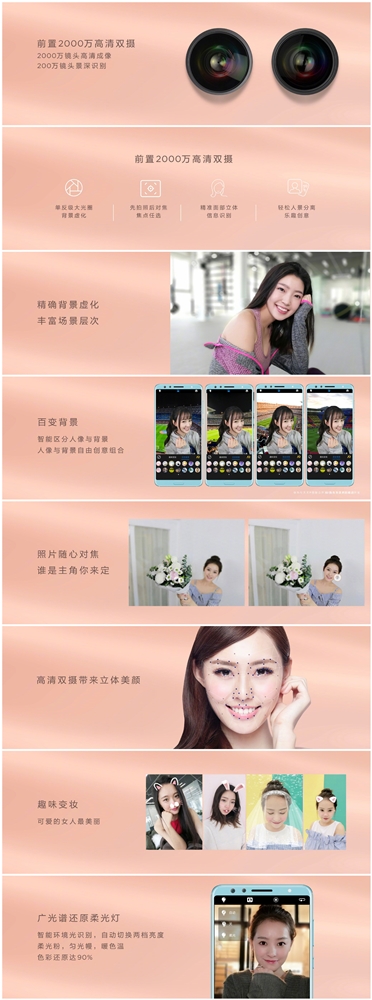 前置2000万高清双摄
2000万镜头高清成像
200万镜头景深识别
前置2000万高清双摄
单反级大光圈
背景虚化
先拍照后对焦
焦点任选
精准面部立体
信息识别
轻松人景分离
乐趣创意
精确背景虚化
丰富场景层次
百变背景
智能区分人像与背景
人像与背景自由创意组合
照片随心对焦
谁是主角你来定
高清双摄带来立体美颜
趣味变妆
可爱的女人最美丽
广光谱还原柔光灯
智能环境光识别，自动切换两档亮度
柔光粉，匀光幔，暖色温
色彩还原达90%